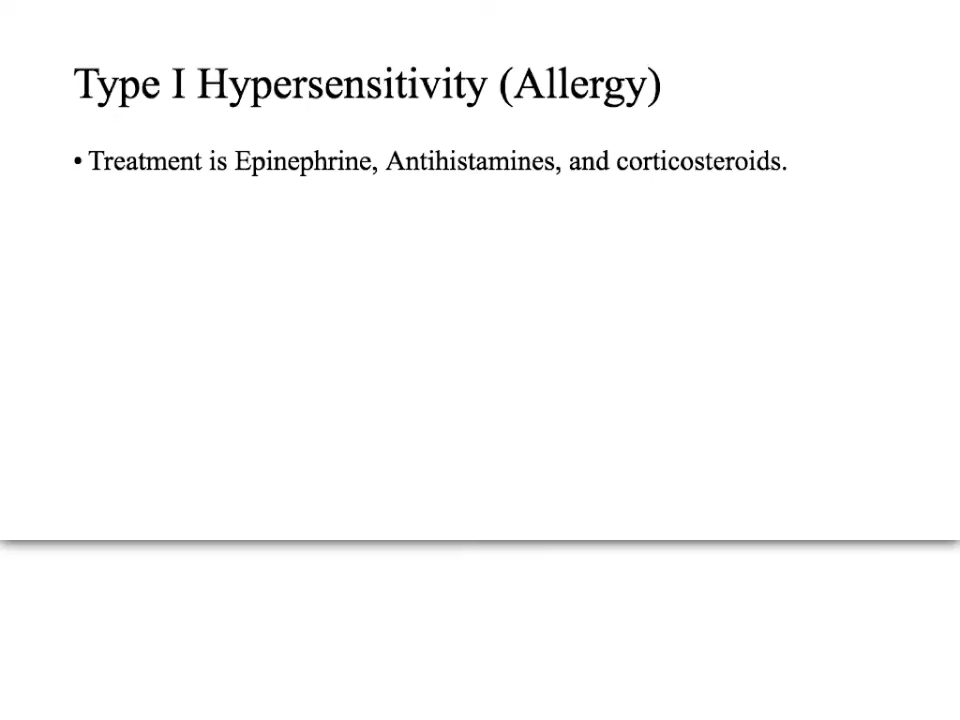 Type I Hypersensitivity (Allergy)
• Treatment is Epinephrine, Antihistamines, and corticosteroids.